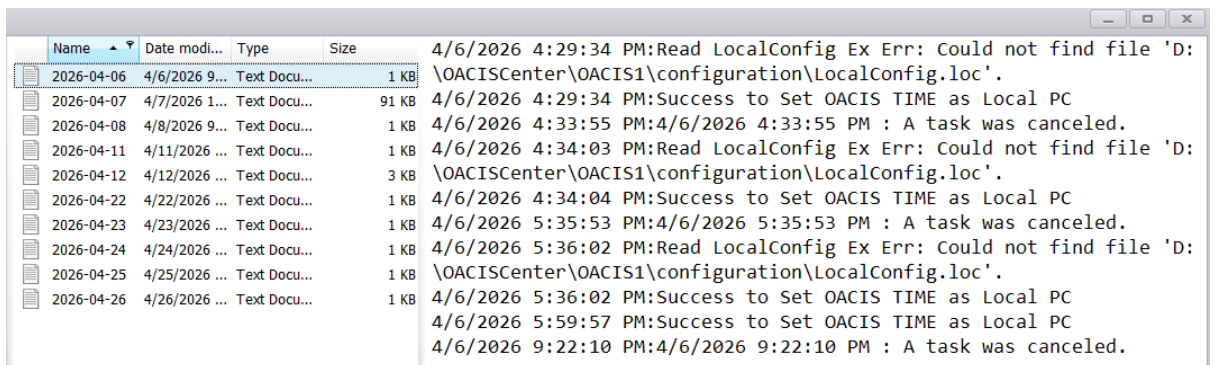 Name Date modi... Type Size
2026-04-06 4/6/2026 9... Text Docu... 1 KB
2026-04-07 4/7/2026 1... Text Docu... 91 KB
2026-04-08 4/8/2026 9... Text Docu... 1 KB
2026-04-11 4/11/2026 ... Text Docu... 1 KB
2026-04-12 4/12/2026 ... Text Docu... 3 KB
2026-04-22 4/22/2026 ... Text Docu... 1 KB
2026-04-23 4/23/2026 ... Text Docu... 1 KB
2026-04-24 4/24/2026 ... Text Docu... 1 KB
2026-04-25 4/25/2026 ... Text Docu... 1 KB
2026-04-26 4/26/2026 ... Text Docu... 1 KB
4/6/2026 4:29:34 PM:Read LocalConfig Ex Err: Could not find file 'D:
\OACISCenter\OACIS1\configuration\LocalConfig.loc'.
4/6/2026 4:29:34 PM:Success to Set OACIS TIME as Local PC
4/6/2026 4:33:55 PM:4/6/2026 4:33:55 PM : A task was canceled.
4/6/2026 4:34:03 PM:Read LocalConfig Ex Err: Could not find file 'D:
\OACISCenter\OACIS1\configuration\LocalConfig.loc'.
4/6/2026 4:34:04 PM:Success to Set OACIS TIME as Local PC
4/6/2026 5:35:53 PM:4/6/2026 5:35:53 PM : A task was canceled.
4/6/2026 5:36:02 PM:Read LocalConfig Ex Err: Could not find file 'D:
\OACISCenter\OACIS1\configuration\LocalConfig.loc'.
4/6/2026 5:36:02 PM:Success to Set OACIS TIME as Local PC
4/6/2026 5:59:57 PM:Success to Set OACIS TIME as Local PC
4/6/2026 9:22:10 PM:4/6/2026 9:22:10 PM : A task was canceled.